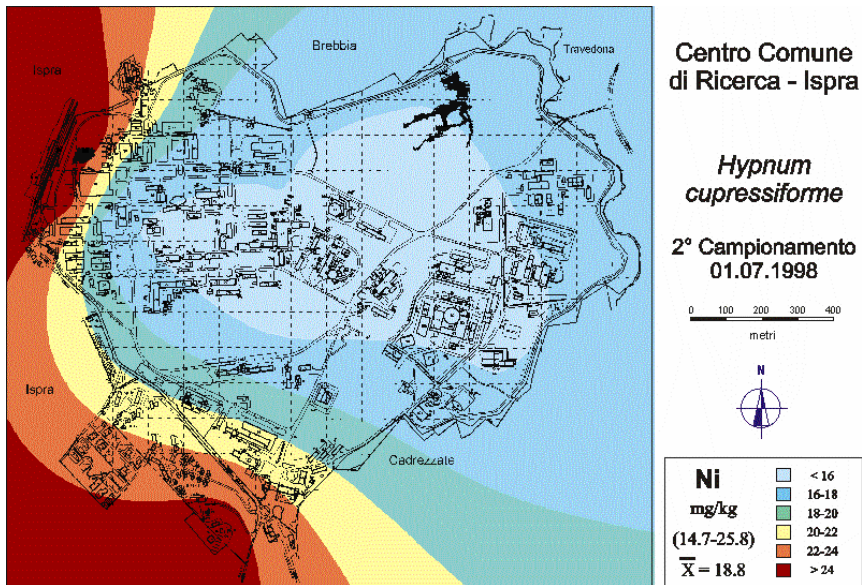 Ispra
Brebbia
Travedona
Ispra
Cadrezzate
Centro Comune
di Ricerca - Ispra
Hypnum
cupressiforme
2° Campionamento
01.07.1998
0 100 200 300 400
metri
N
Ni
mg/kg
(14.7-25.8)
X = 18.8
< 16
16-18
18-20
20-22
22-24
> 24